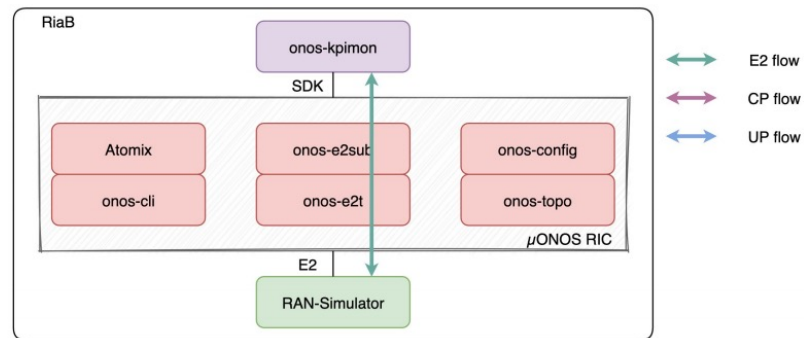 RiaB
onos-kpimon
SDK
E2 flow
CP flow
UP flow
Atomix
onos-e2sub
onos-config
onos-cli
onos-e2t
onos-topo
µONOS RIC
E2
RAN-Simulator